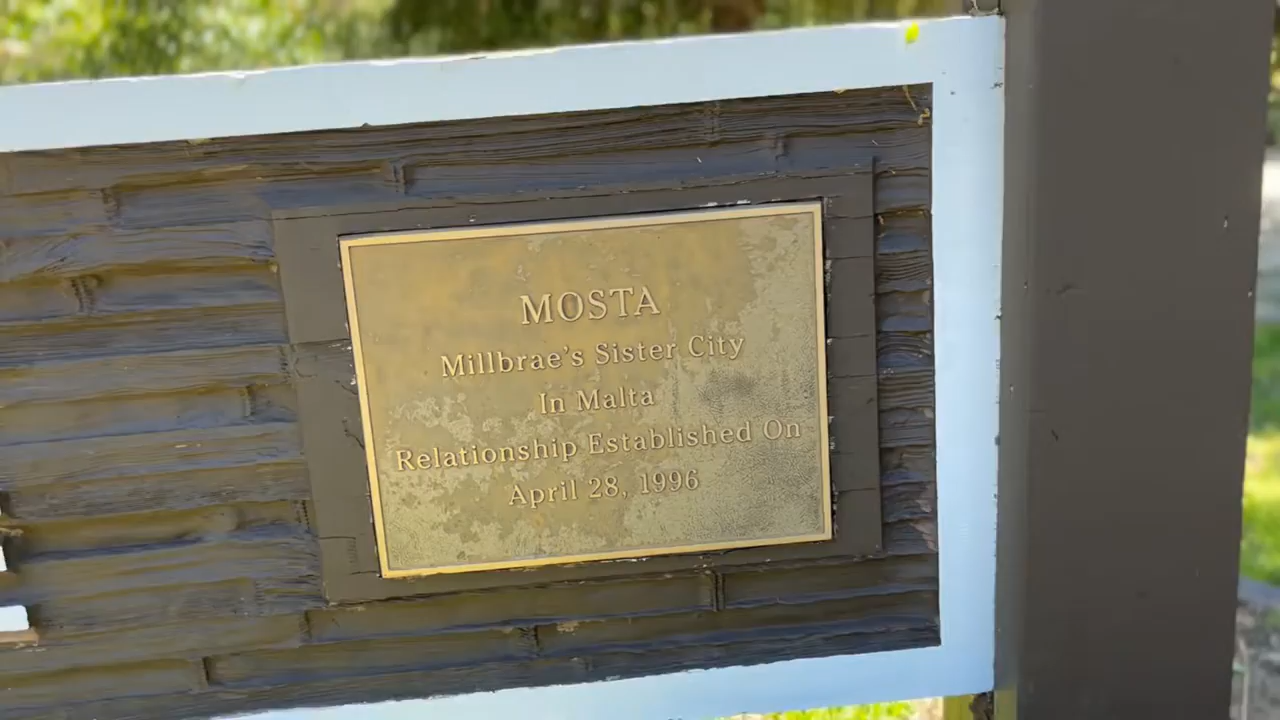 MOSTA
Millbrae's Sister City
In Malta
Relationship Established On
April 28, 1996